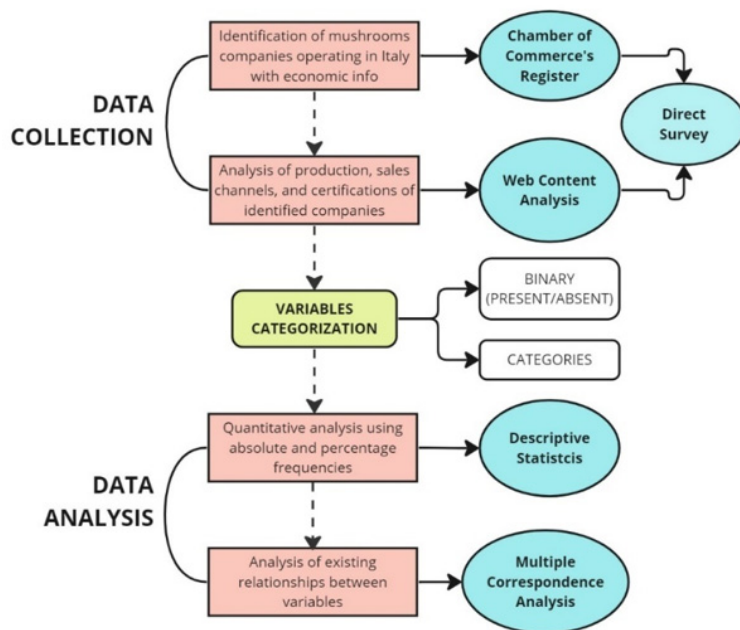 Identification of mushrooms
companies operating in Italy
with economic info
Chamber of
Commerce's
Register
DATA
COLLECTION
Direct
Survey
Analysis of production, sales
channels, and certifications of
identified companies
Web Content
Analysis
VARIABLES
CATEGORIZATION
BINARY
(PRESENT/ABSENT)
CATEGORIES
Quantitative analysis using
absolute and percentage
frequencies
Descriptive
Statistcis
DATA
ANALYSIS
Analysis of existing
relationships between
variables
Multiple
Correspondence
Analysis